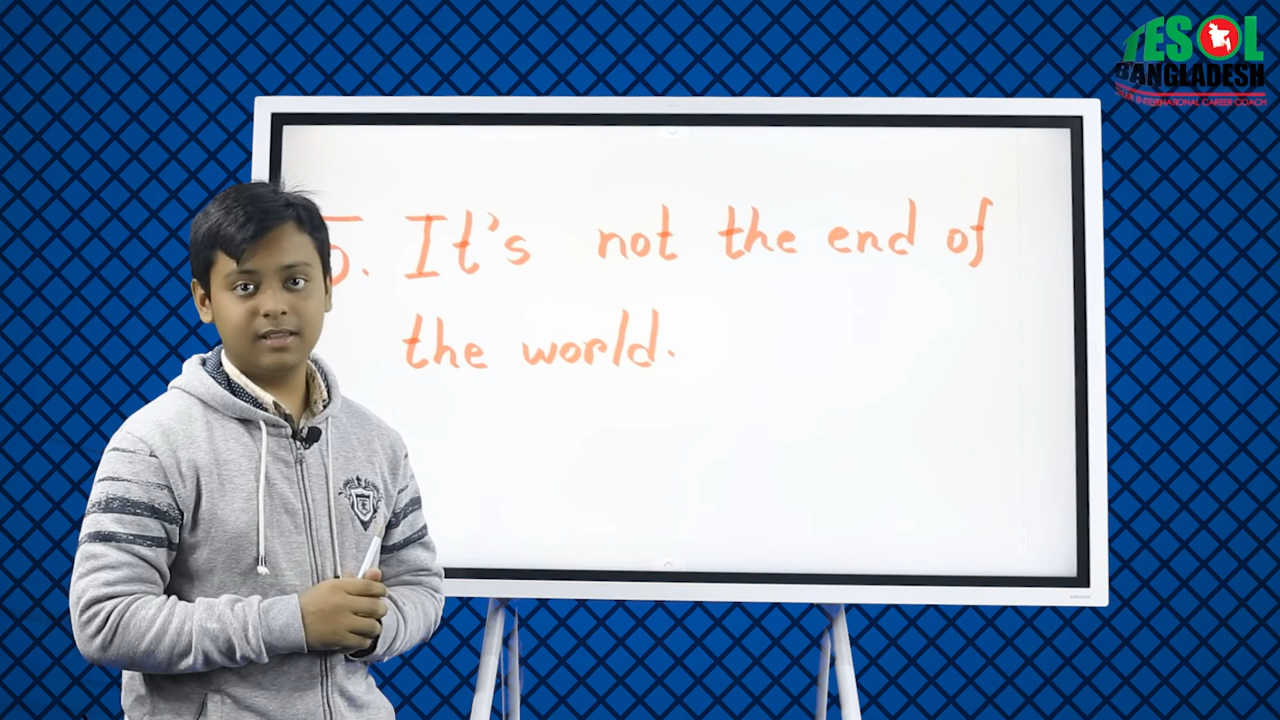 TESOL
BANGLADESH
INTERNATIONAL CAREER COACH
5. It's not the end of
the world.